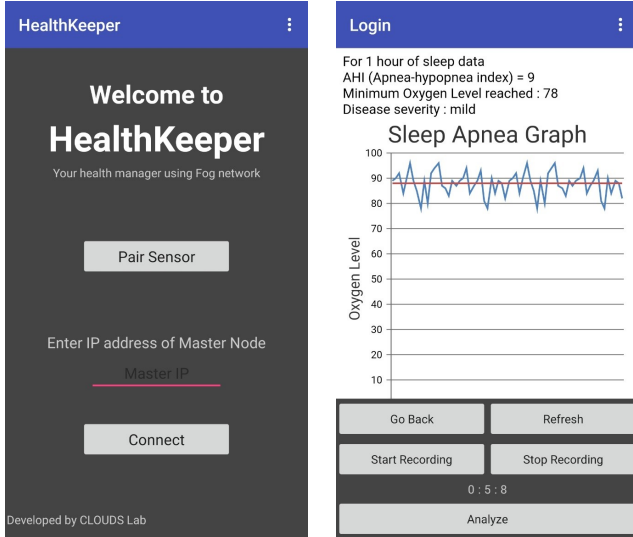 HealthKeeper
Welcome to
HealthKeeper
Your health manager using Fog network
Pair Sensor
Enter IP address of Master Node
Master IP
Connect
Developed by CLOUDS Lab
Login
For 1 hour of sleep data
AHI (Apnea-hypopnea index) = 9
Minimum Oxygen Level reached : 78
Disease severity : mild
Sleep Apnea Graph
100
90
80
70
60
50
40
30
20
10
Oxygen Level
Go Back
Refresh
Start Recording
Stop Recording
0 : 5 : 8
Analyze